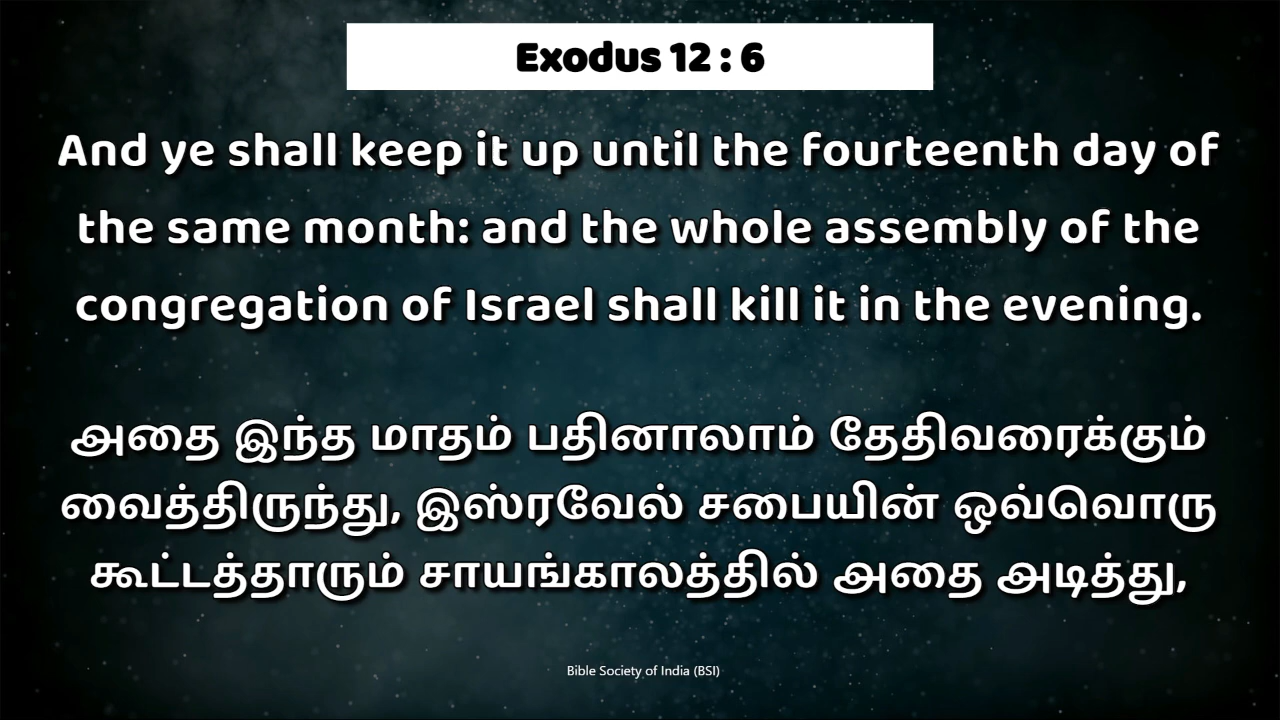 Exodus 12 : 6
And ye shall keep it up until the fourteenth day of
the same month: and the whole assembly of the
congregation of Israel shall kill it in the evening.
அதை இந்த மாதம் பதினாலாம் தேதிவரைக்கும்
வைத்திருந்து, இஸ்ரவேல் சபையின் ஒவ்வொரு
கூட்டத்தாரும் சாயங்காலத்தில் அதை அடித்து,
Bible Society of India (BSI)